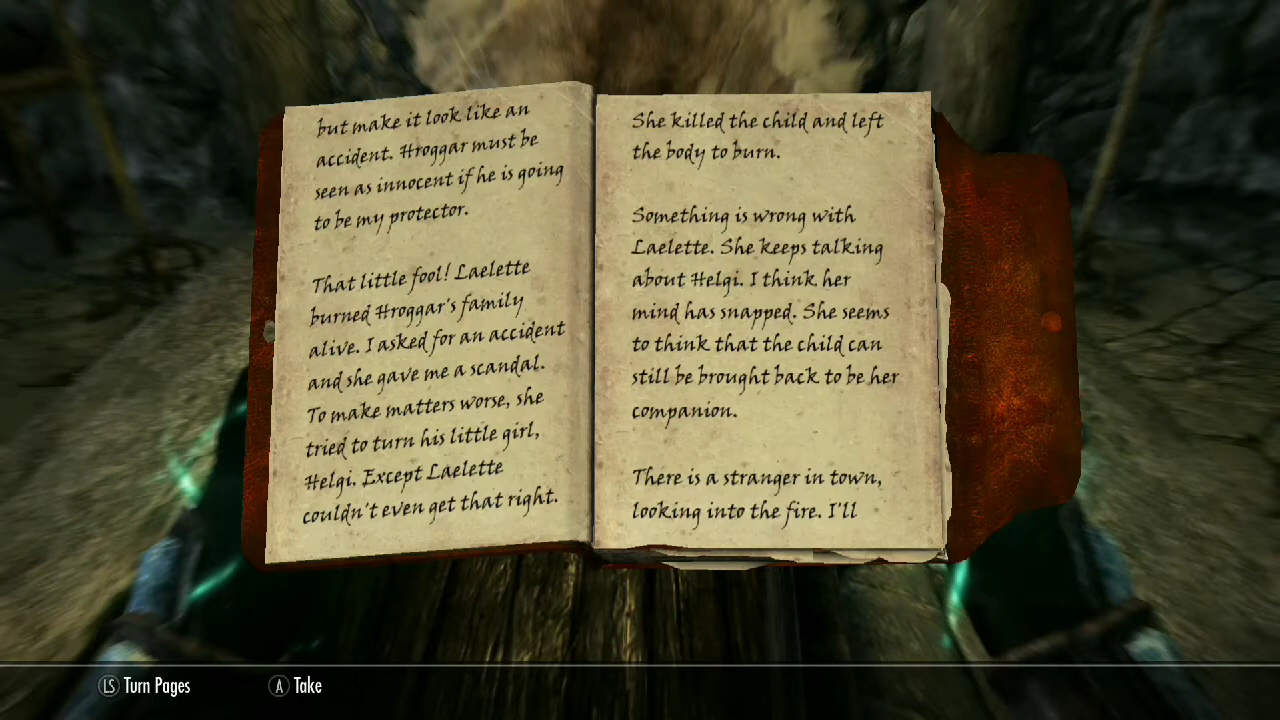 but make it look like an
accident. Hroggar must be
seen as innocent if he is going
to be my protector.
That little fool! Laelette
burned Hroggar's family
alive. I asked for an accident
and she gave me a scandal.
To make matters worse, she
tried to turn his little girl,
Helgi. Except Laelette
couldn't even get that right.
She killed the child and left
the body to burn.
Something is wrong with
Laelette. She keeps talking
about Helgi. I think her
mind has snapped. She seems
to think that the child can
still be brought back to be her
companion.
There is a stranger in town,
looking into the fire. I'll
LS Turn Pages
A Take